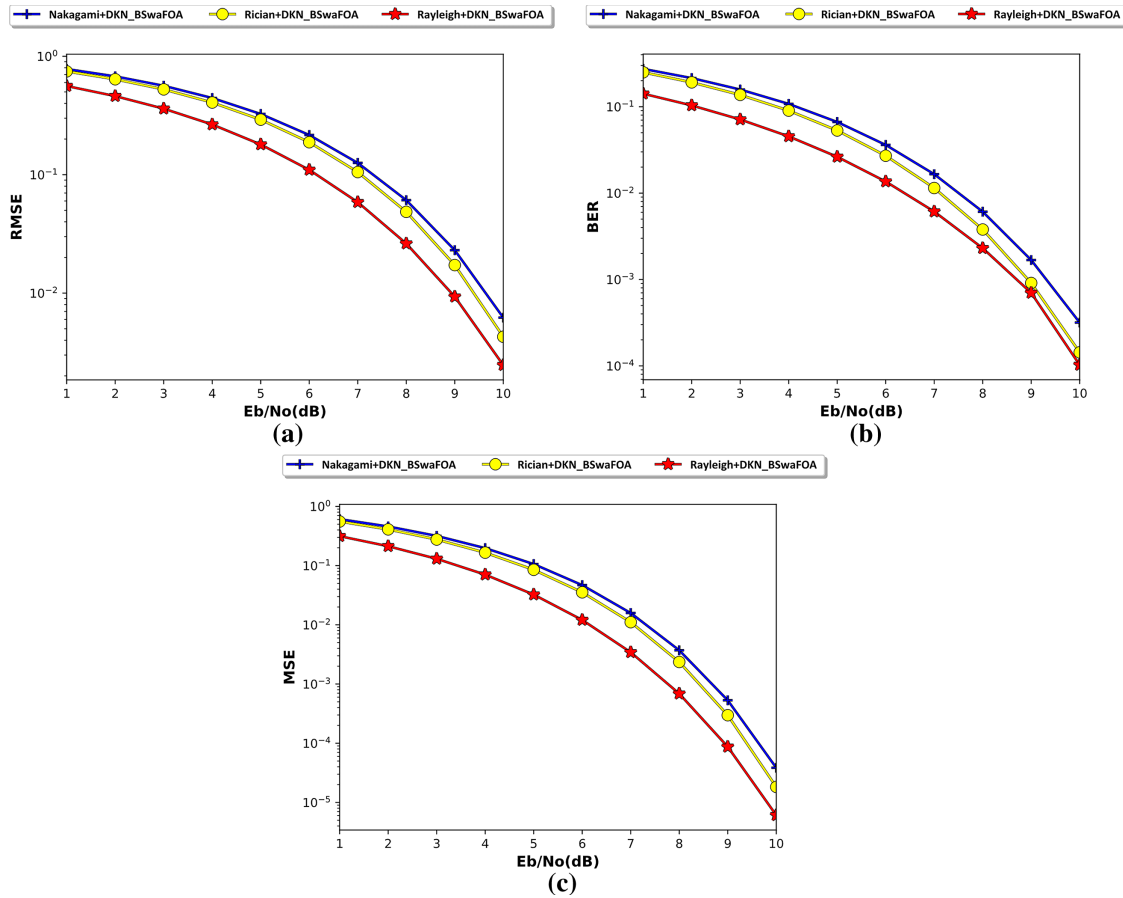 Nakagami+DKN_BSwaFOA Rician+DKN_BSwaFOA Rayleigh+DKN_BSwaFOA
10^0
10^-1
10^-2
RMSE
1 2 3 4 5 6 7 8 9 10
Eb/No(dB)
(a)
Nakagami+DKN_BSwaFOA Rician+DKN_BSwaFOA Rayleigh+DKN_BSwaFOA
10^-1
10^-2
10^-3
10^-4
BER
1 2 3 4 5 6 7 8 9 10
Eb/No(dB)
(b)
Nakagami+DKN_BSwaFOA Rician+DKN_BSwaFOA Rayleigh+DKN_BSwaFOA
10^0
10^-1
10^-2
10^-3
10^-4
10^-5
MSE
1 2 3 4 5 6 7 8 9 10
Eb/No(dB)
(c)